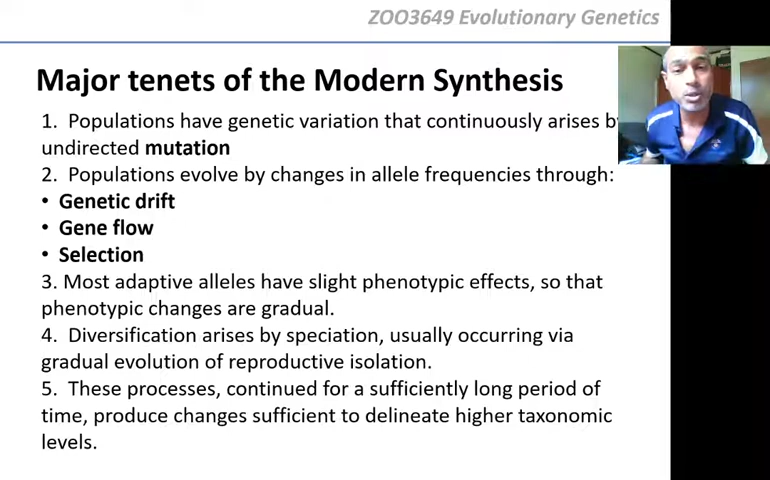 ZOO3649 Evolutionary Genetics
Major tenets of the Modern Synthesis
1. Populations have genetic variation that continuously arises by
undirected mutation
2. Populations evolve by changes in allele frequencies through:
• Genetic drift
• Gene flow
• Selection
3. Most adaptive alleles have slight phenotypic effects, so that
phenotypic changes are gradual.
4. Diversification arises by speciation, usually occurring via
gradual evolution of reproductive isolation.
5. These processes, continued for a sufficiently long period of
time, produce changes sufficient to delineate higher taxonomic
levels.